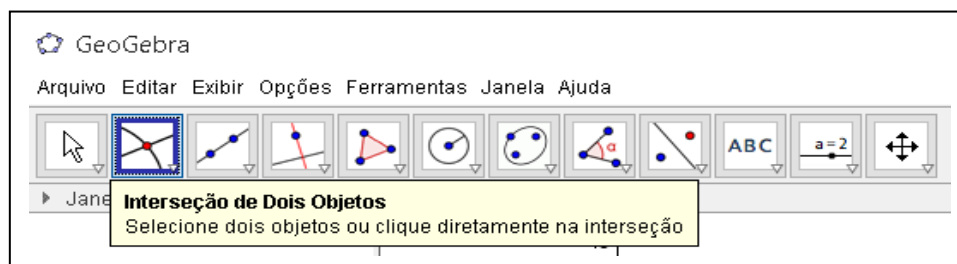 GeoGebra
Arquivo Editar Exibir Opções Ferramentas Janela Ajuda
α ABC a=2
Jane
Interseção de Dois Objetos
Selecione dois objetos ou clique diretamente na interseção